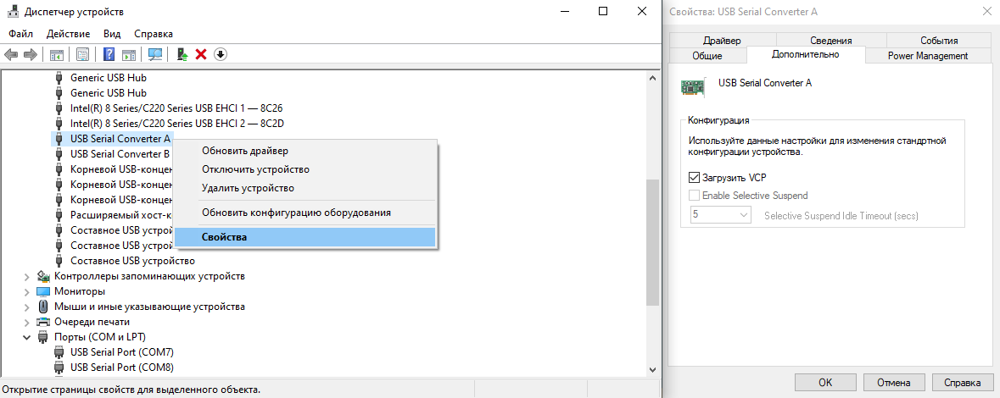 Диспетчер устройств
Файл Действие Вид Справка
Generic USB Hub
Generic USB Hub
Intel(R) 8 Series/C220 Series USB EHCI 1 — 8C26
Intel(R) 8 Series/C220 Series USB EHCI 2 — 8C2D
USB Serial Converter A
USB Serial Converter B
Корневой USB-концен
Корневой USB-концен
Корневой USB-концен
Расширяемый хост-к
Составное USB устрой
Составное USB устрой
Составное USB устройство
Контроллеры запоминающих устройств
Мониторы
Мыши и иные указывающие устройства
Очереди печати
Порты (COM и LPT)
USB Serial Port (COM7)
USB Serial Port (COM8)
Обновить драйвер
Отключить устройство
Удалить устройство
Обновить конфигурацию оборудования
Свойства
Открытие страницы свойств для выделенного объекта.
Свойства: USB Serial Converter A
Драйвер Сведения События
Общие Дополнительно Power Management
USB Serial Converter A
Конфигурация
Используйте данные настройки для изменения стандртной
конфигурации устройства.
Загрузить VCP
Enable Selective Suspend
5 Selective Suspend Idle Timeout (secs)
OK Отмена Справка